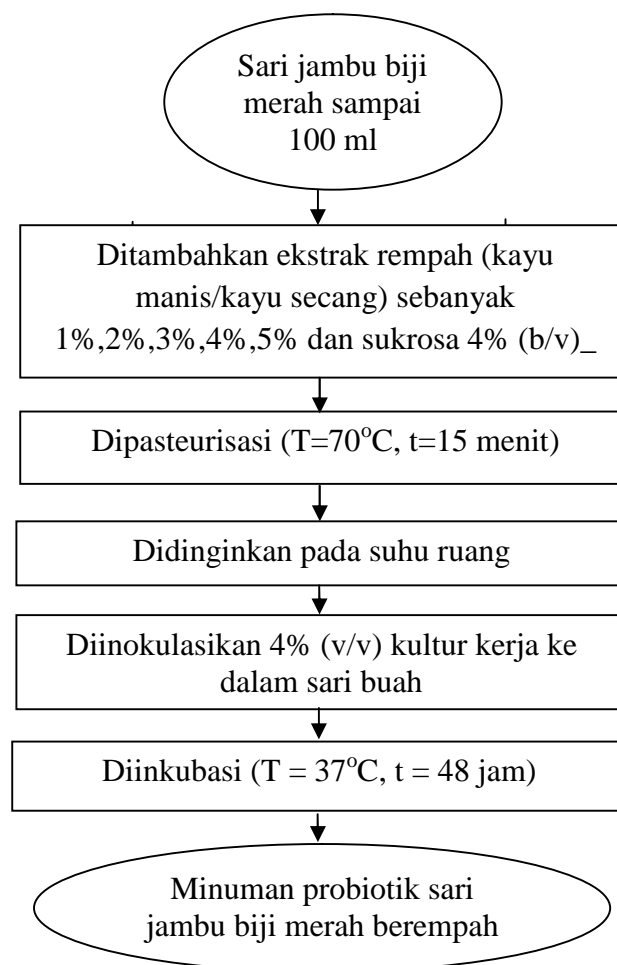 Sari jambu biji
merah sampai
100 ml
Ditambahkan ekstrak rempah (kayu
manis/kayu secang) sebanyak
1%,2%,3%,4%,5% dan sukrosa 4% (b/v)_
Dipasteurisasi (T=70°C, t=15 menit)
Didinginkan pada suhu ruang
Diinokulasikan 4% (v/v) kultur kerja ke
dalam sari buah
Diinkubasi (T = 37°C, t = 48 jam)
Minuman probiotik sari
jambu biji merah berempah